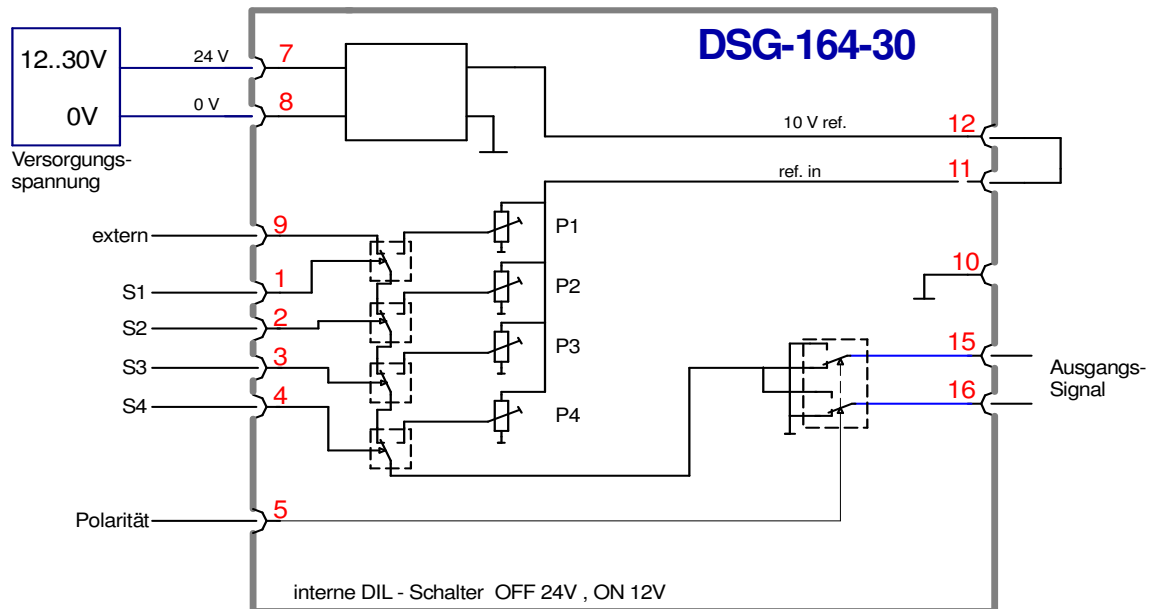 DSG-164-30
12..30V
24 V
7
0V
0 V
8
Versorgungs-
spannung
10 V ref.
12
ref. in
11
extern
9
P1
S1
1
10
P2
S2
2
S3
3
P3
15
Ausgangs-
Signal
S4
4
P4
16
Polarität
5
interne DIL - Schalter OFF 24V , ON 12V